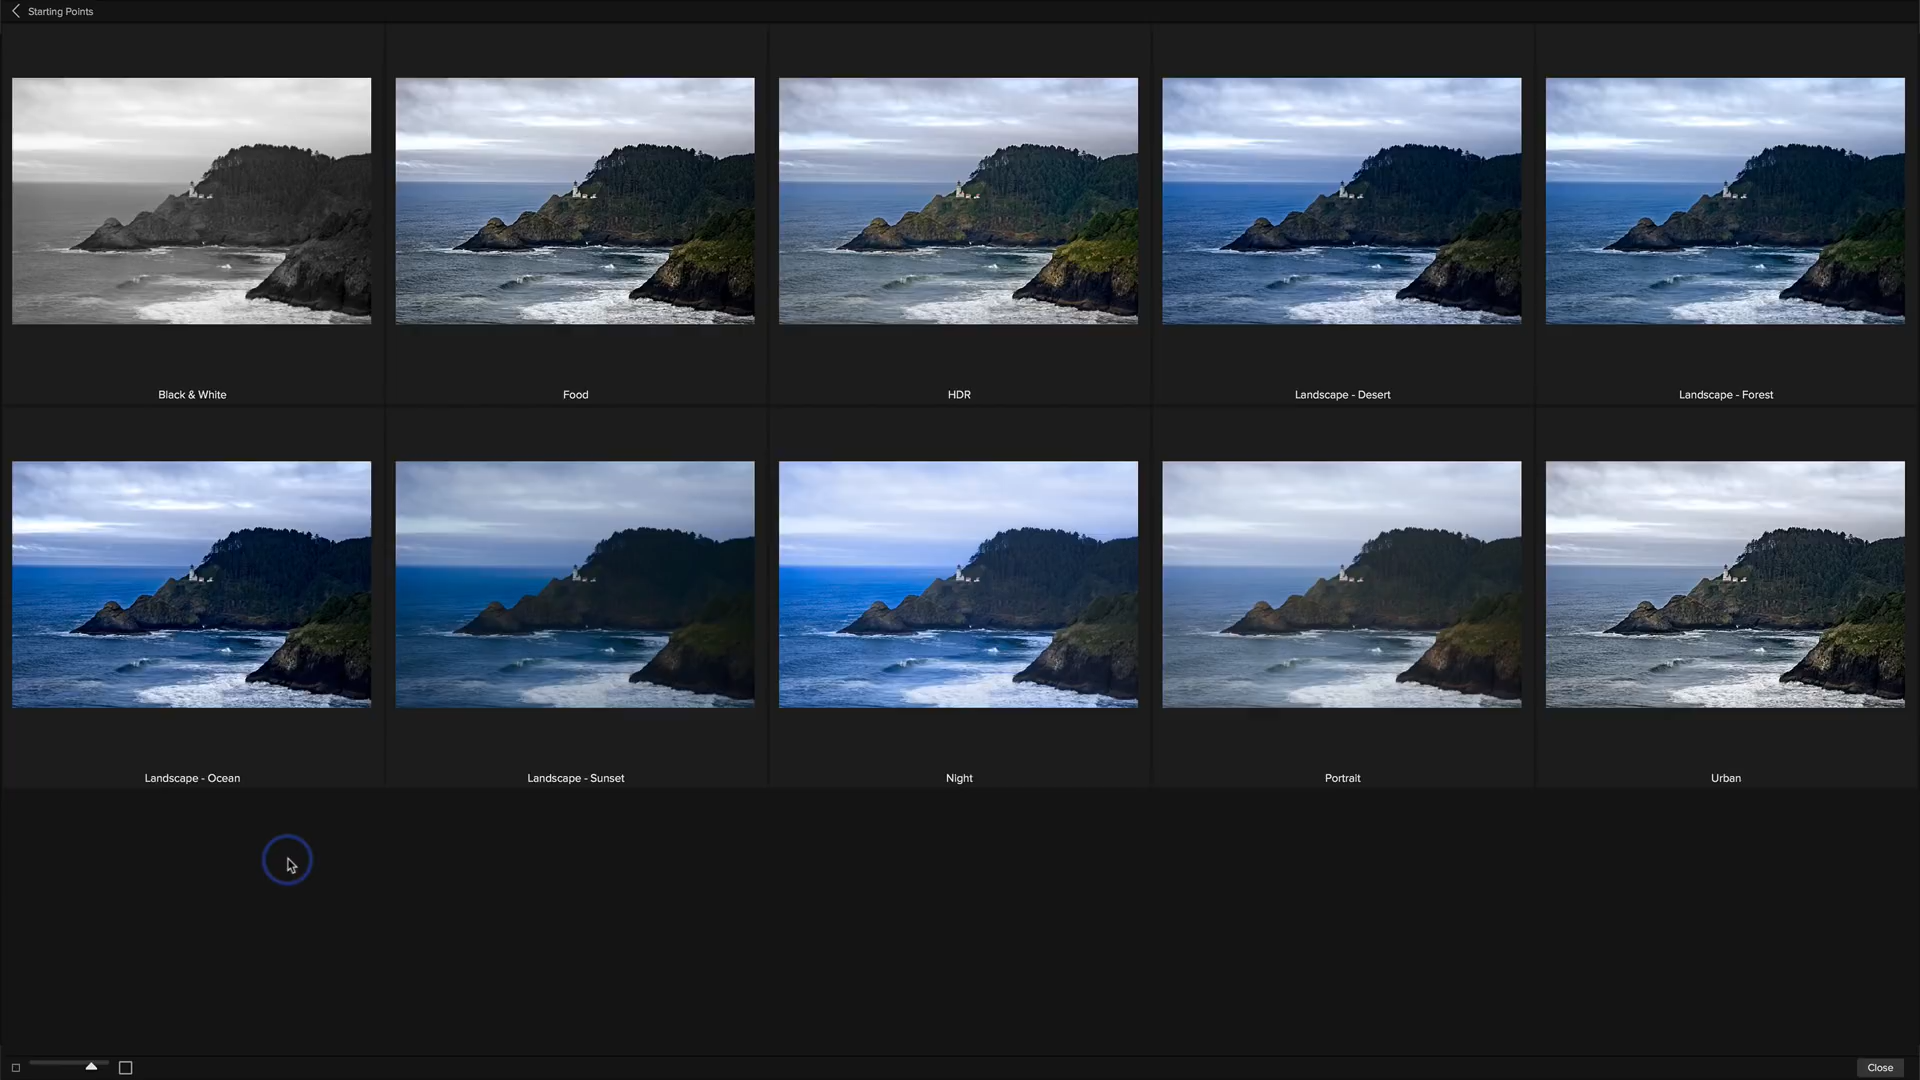 Starting Points
Black & White
Food
HDR
Landscape - Desert
Landscape - Forest
Landscape - Ocean
Landscape - Sunset
Night
Portrait
Urban
Close